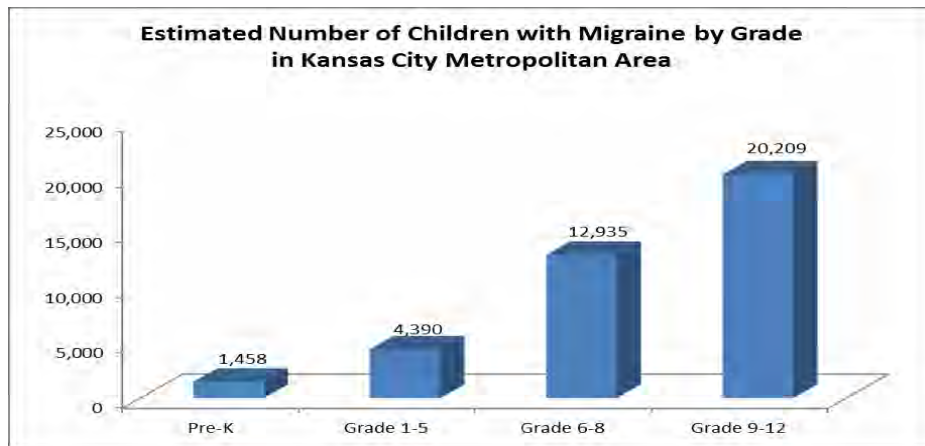 Estimated Number of Children with Migraine by Grade
in Kansas City Metropolitan Area
25,000
20,000
15,000
10,000
5,000
0
1,458
4,390
12,935
20,209
Pre-K
Grade 1-5
Grade 6-8
Grade 9-12